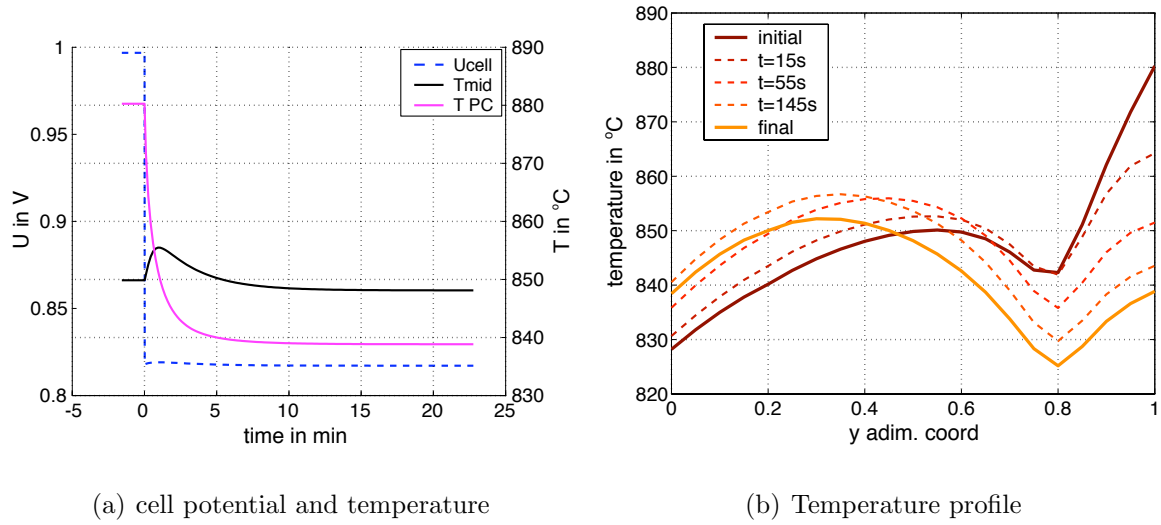 1
0.95
0.9
0.85
0.8
U in V
890
880
870
860
850
840
830
T in °C
-5
0
5
10
15
20
25
time in min
Ucell
Tmid
T PC
(a) cell potential and temperature
890
880
870
860
850
840
830
820
temperature in °C
0
0.2
0.4
0.6
0.8
1
y adim. coord
initial
t=15s
t=55s
t=145s
final
(b) Temperature profile